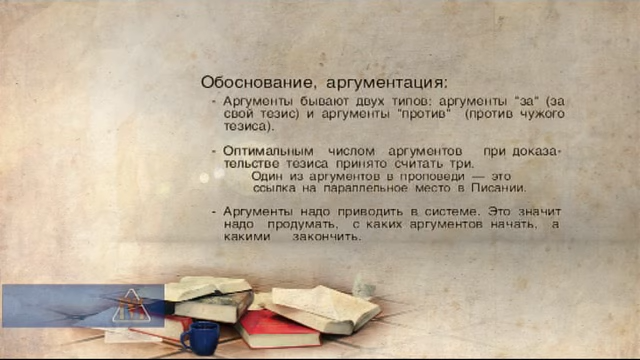 Обоснование, аргументация:
- Аргументы бывают двух типов: аргументы "за" (за
свой тезис) и аргументы "против" (против чужого
тезиса).
- Оптимальным числом аргументов при доказа-
тельстве тезиса принято считать три.
Один из аргументов в проповеди — это
ссылка на параллельное место в Писании.
- Аргументы надо приводить в системе. Это значит
надо продумать, с каких аргументов начать, а
какими закончить.